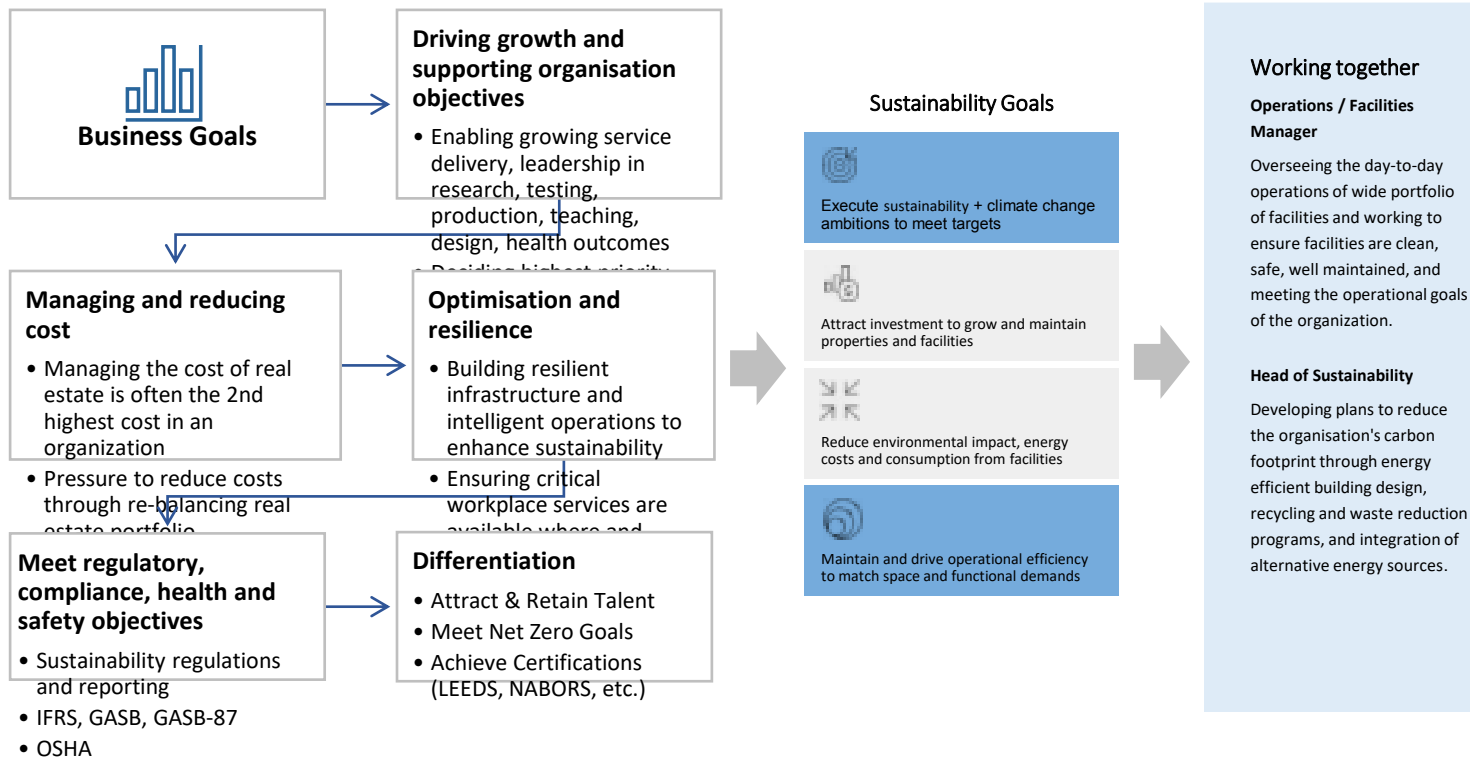 Business Goals
Driving growth and
supporting organisation
objectives
• Enabling growing service
delivery, leadership in
research, testing,
production, teaching,
design, health outcomes
• Deciding highest priority
Managing and reducing
cost
• Managing the cost of real
estate is often the 2nd
highest cost in an
organization
• Pressure to reduce costs
through re-balancing real
estate portfolio
Optimisation and
resilience
• Building resilient
infrastructure and
intelligent operations to
enhance sustainability
• Ensuring critical
workplace services are
available where and
Meet regulatory,
compliance, health and
safety objectives
• Sustainability regulations
and reporting
• IFRS, GASB, GASB-87
• OSHA
Differentiation
• Attract & Retain Talent
• Meet Net Zero Goals
• Achieve Certifications
(LEEDS, NABORS, etc.)
Sustainability Goals
Execute sustainability + climate change
ambitions to meet targets
Attract investment to grow and maintain
properties and facilities
Reduce environmental impact, energy
costs and consumption from facilities
Maintain and drive operational efficiency
to match space and functional demands
Working together
Operations / Facilities
Manager
Overseeing the day-to-day
operations of wide portfolio
of facilities and working to
ensure facilities are clean,
safe, well maintained, and
meeting the operational goals
of the organization.
Head of Sustainability
Developing plans to reduce
the organisation's carbon
footprint through energy
efficient building design,
recycling and waste reduction
programs, and integration of
alternative energy sources.